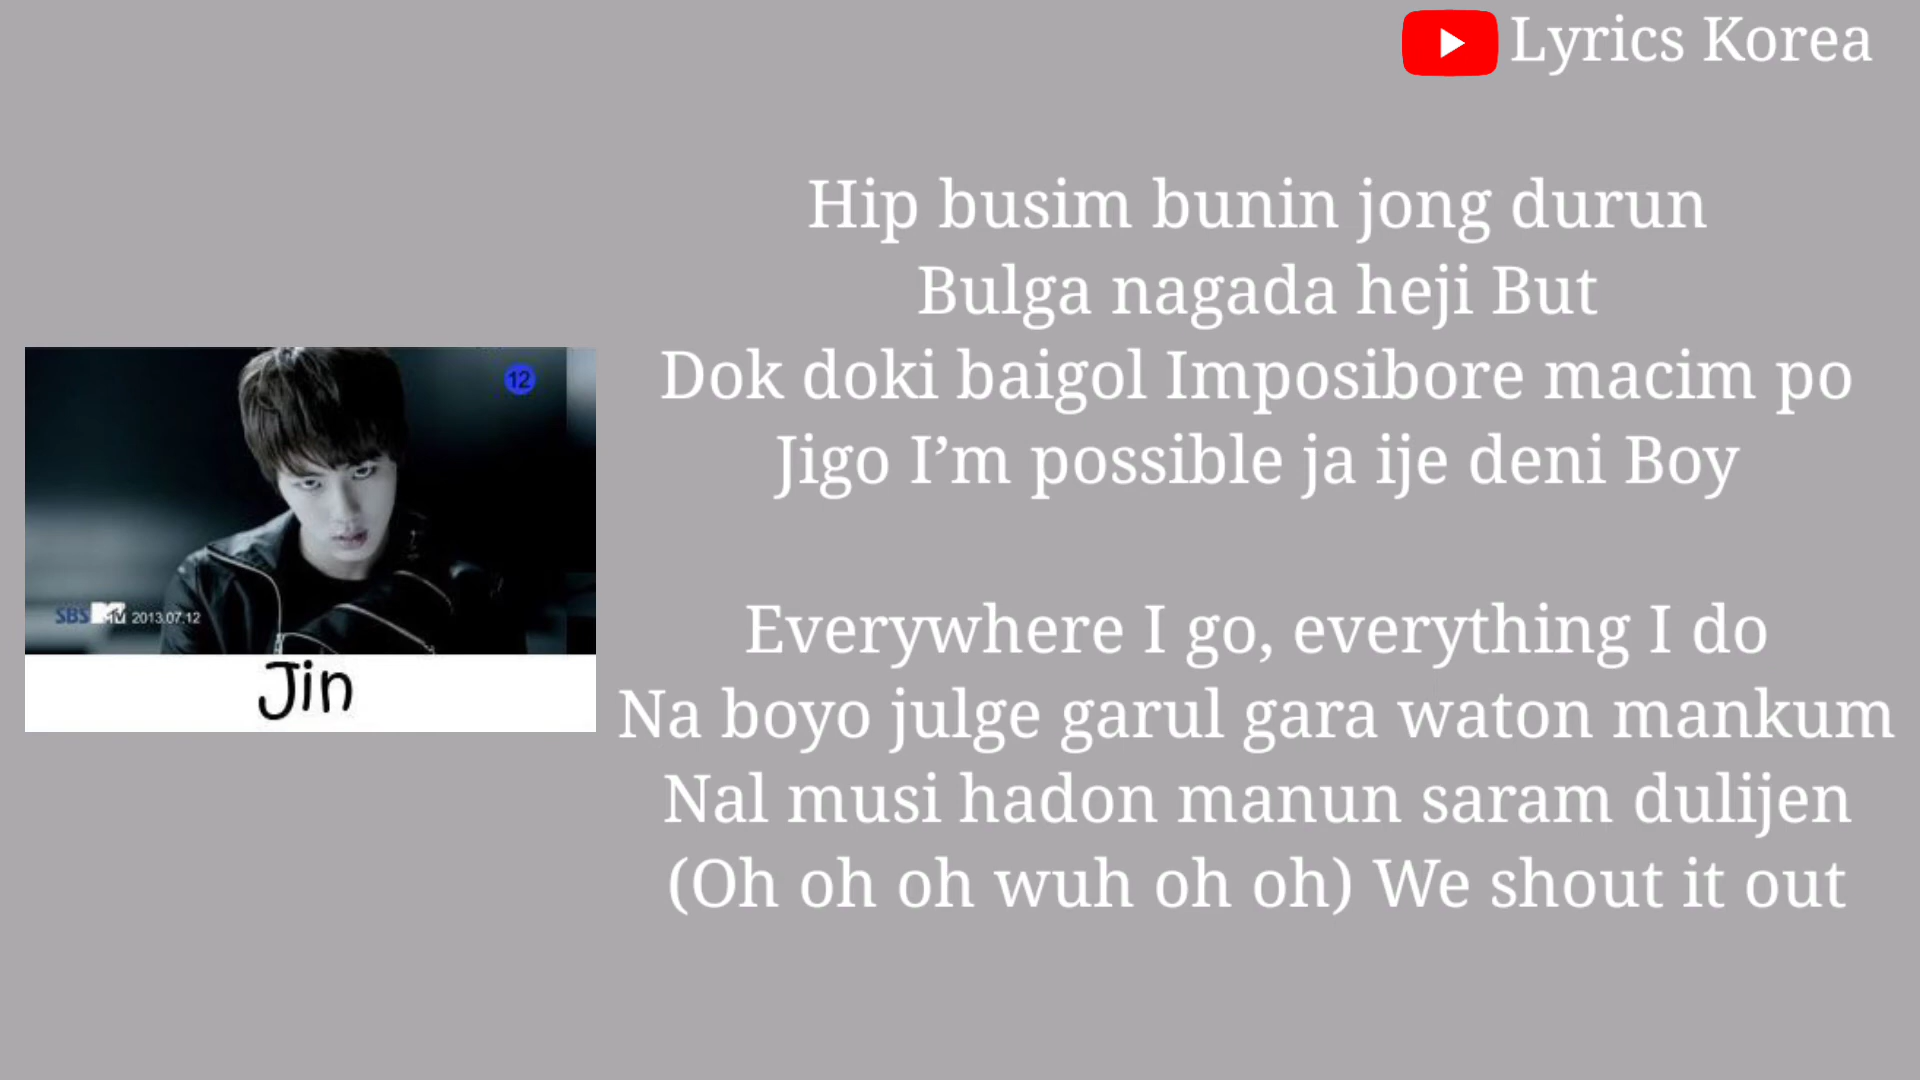 Lyrics Korea
Hip busim bunin jong durun
Bulga nagada heji But
Dok doki baigol Imposibore macim po
Jigo I’m possible ja ije deni Boy
Everywhere I go, everything I do
Na boyo julge garul gara waton mankum
Nal musi hadon manun saram dulijen
(Oh oh oh wuh oh oh) We shout it out
12
SBS MTV 2013.07.12
Jin